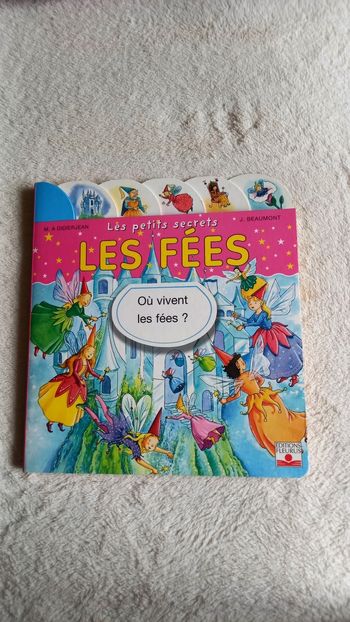 M. A DIDIERJEAN
J. BEAUMONT
Les petits secrets
LES FÉES
Où vivent
les fées ?
EDITIONS
FLEURUS